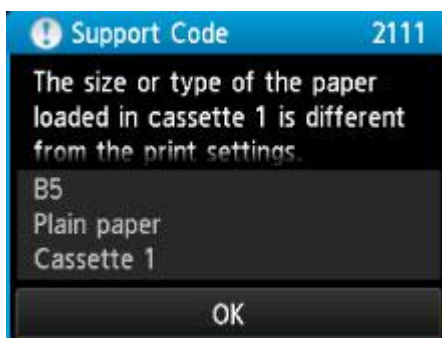 Support Code 2111
The size or type of the paper
loaded in cassette 1 is different
from the print settings.
B5
Plain paper
Cassette 1
OK